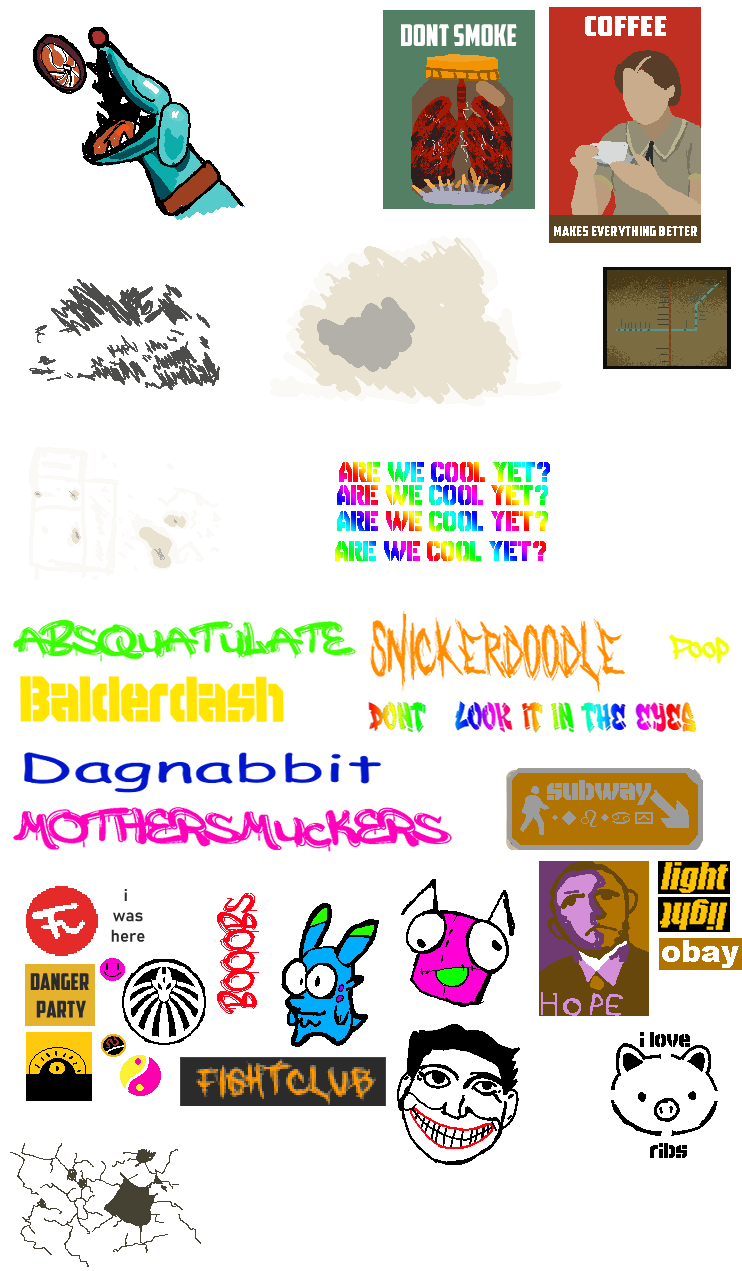 DONT SMOKE
COFFEE
MAKES EVERYTHING BETTER
ARE WE COOL YET?
ARE WE COOL YET?
ARE WE COOL YET?
ARE WE COOL YET?
ABSQUATULATE
SNICKERDOODLE
POOP
Balderdash
DONT LOOK IT IN THE EYES
Dagnabbit
subway
MOTHERSMUCKERS
light
light
obay
HOPE
i
was
here
BOOOBS
DANGER
PARTY
FIGHTCLUB
i love
ribs